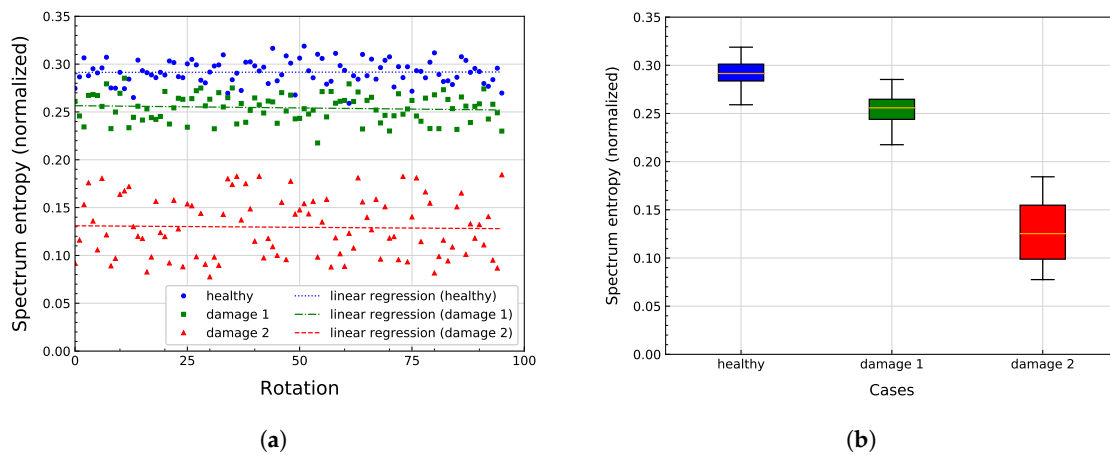 0.35
0.30
0.25
0.20
0.15
0.10
0.05
0.00
Spectrum entropy (normalized)
healthy
damage 1
damage 2
linear regression (healthy)
linear regression (damage 1)
linear regression (damage 2)
0 25 50 75 100
Rotation
(a)
0.35
0.30
0.25
0.20
0.15
0.10
0.05
0.00
Spectrum entropy (normalized)
healthy damage 1 damage 2
Cases
(b)